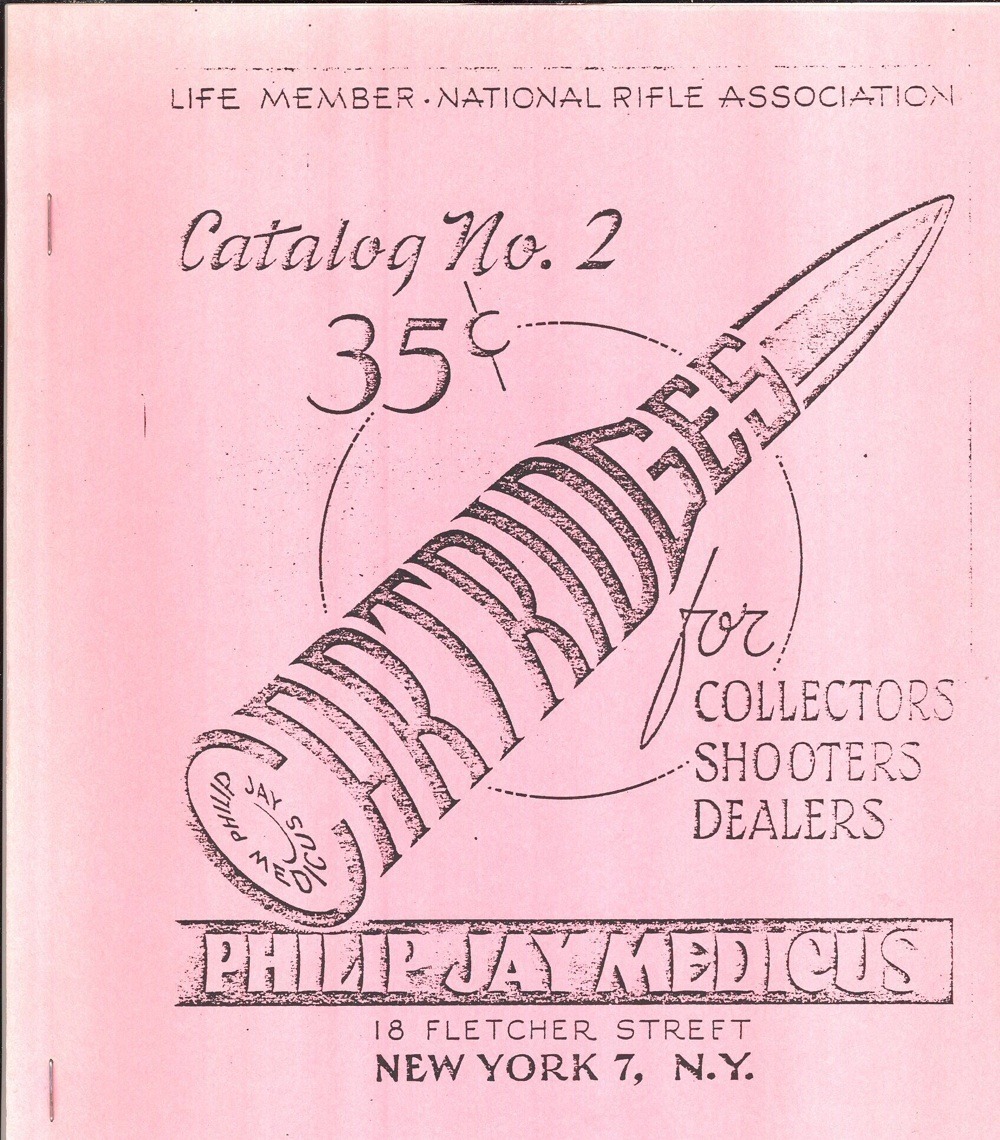 LIFE MEMBER · NATIONAL RIFLE ASSOCIATION
Catalog No. 2
35¢
CARTRIDGES
for
COLLECTORS
SHOOTERS
DEALERS
PHILIP JAY MEDICUS
PHILIP JAY MEDICUS
18 FLETCHER STREET
NEW YORK 7, N.Y.